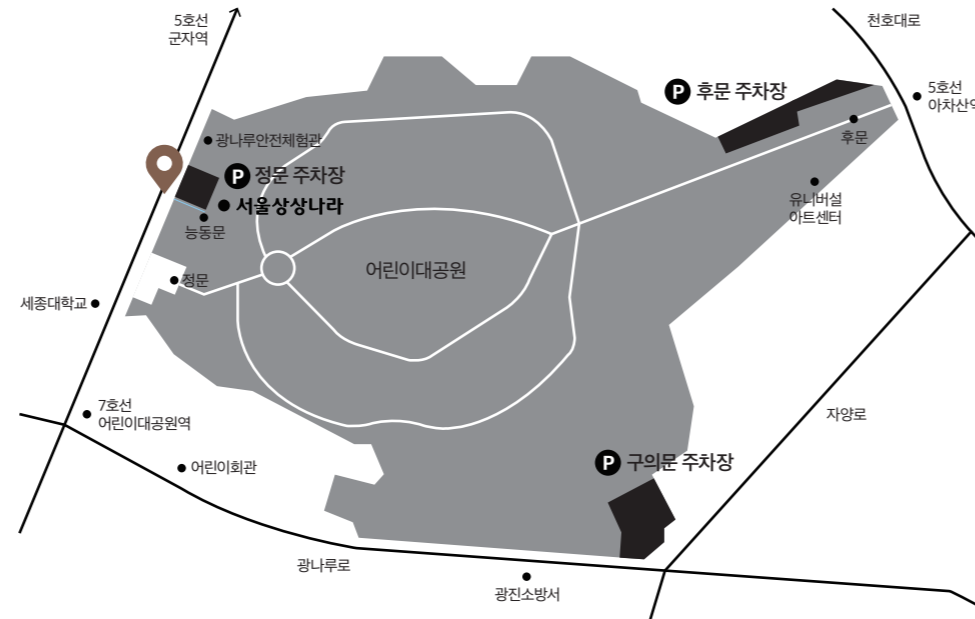 5호선
군자역
천호대로
P 후문 주차장
5호선
아차산역
후문
광나루안전체험관
P 정문 주차장
서울상상나라
능동문
유니버설
아트센터
정문
어린이대공원
세종대학교
7호선
어린이대공원역
자양로
어린이회관
P 구의문 주차장
광나루로
광진소방서